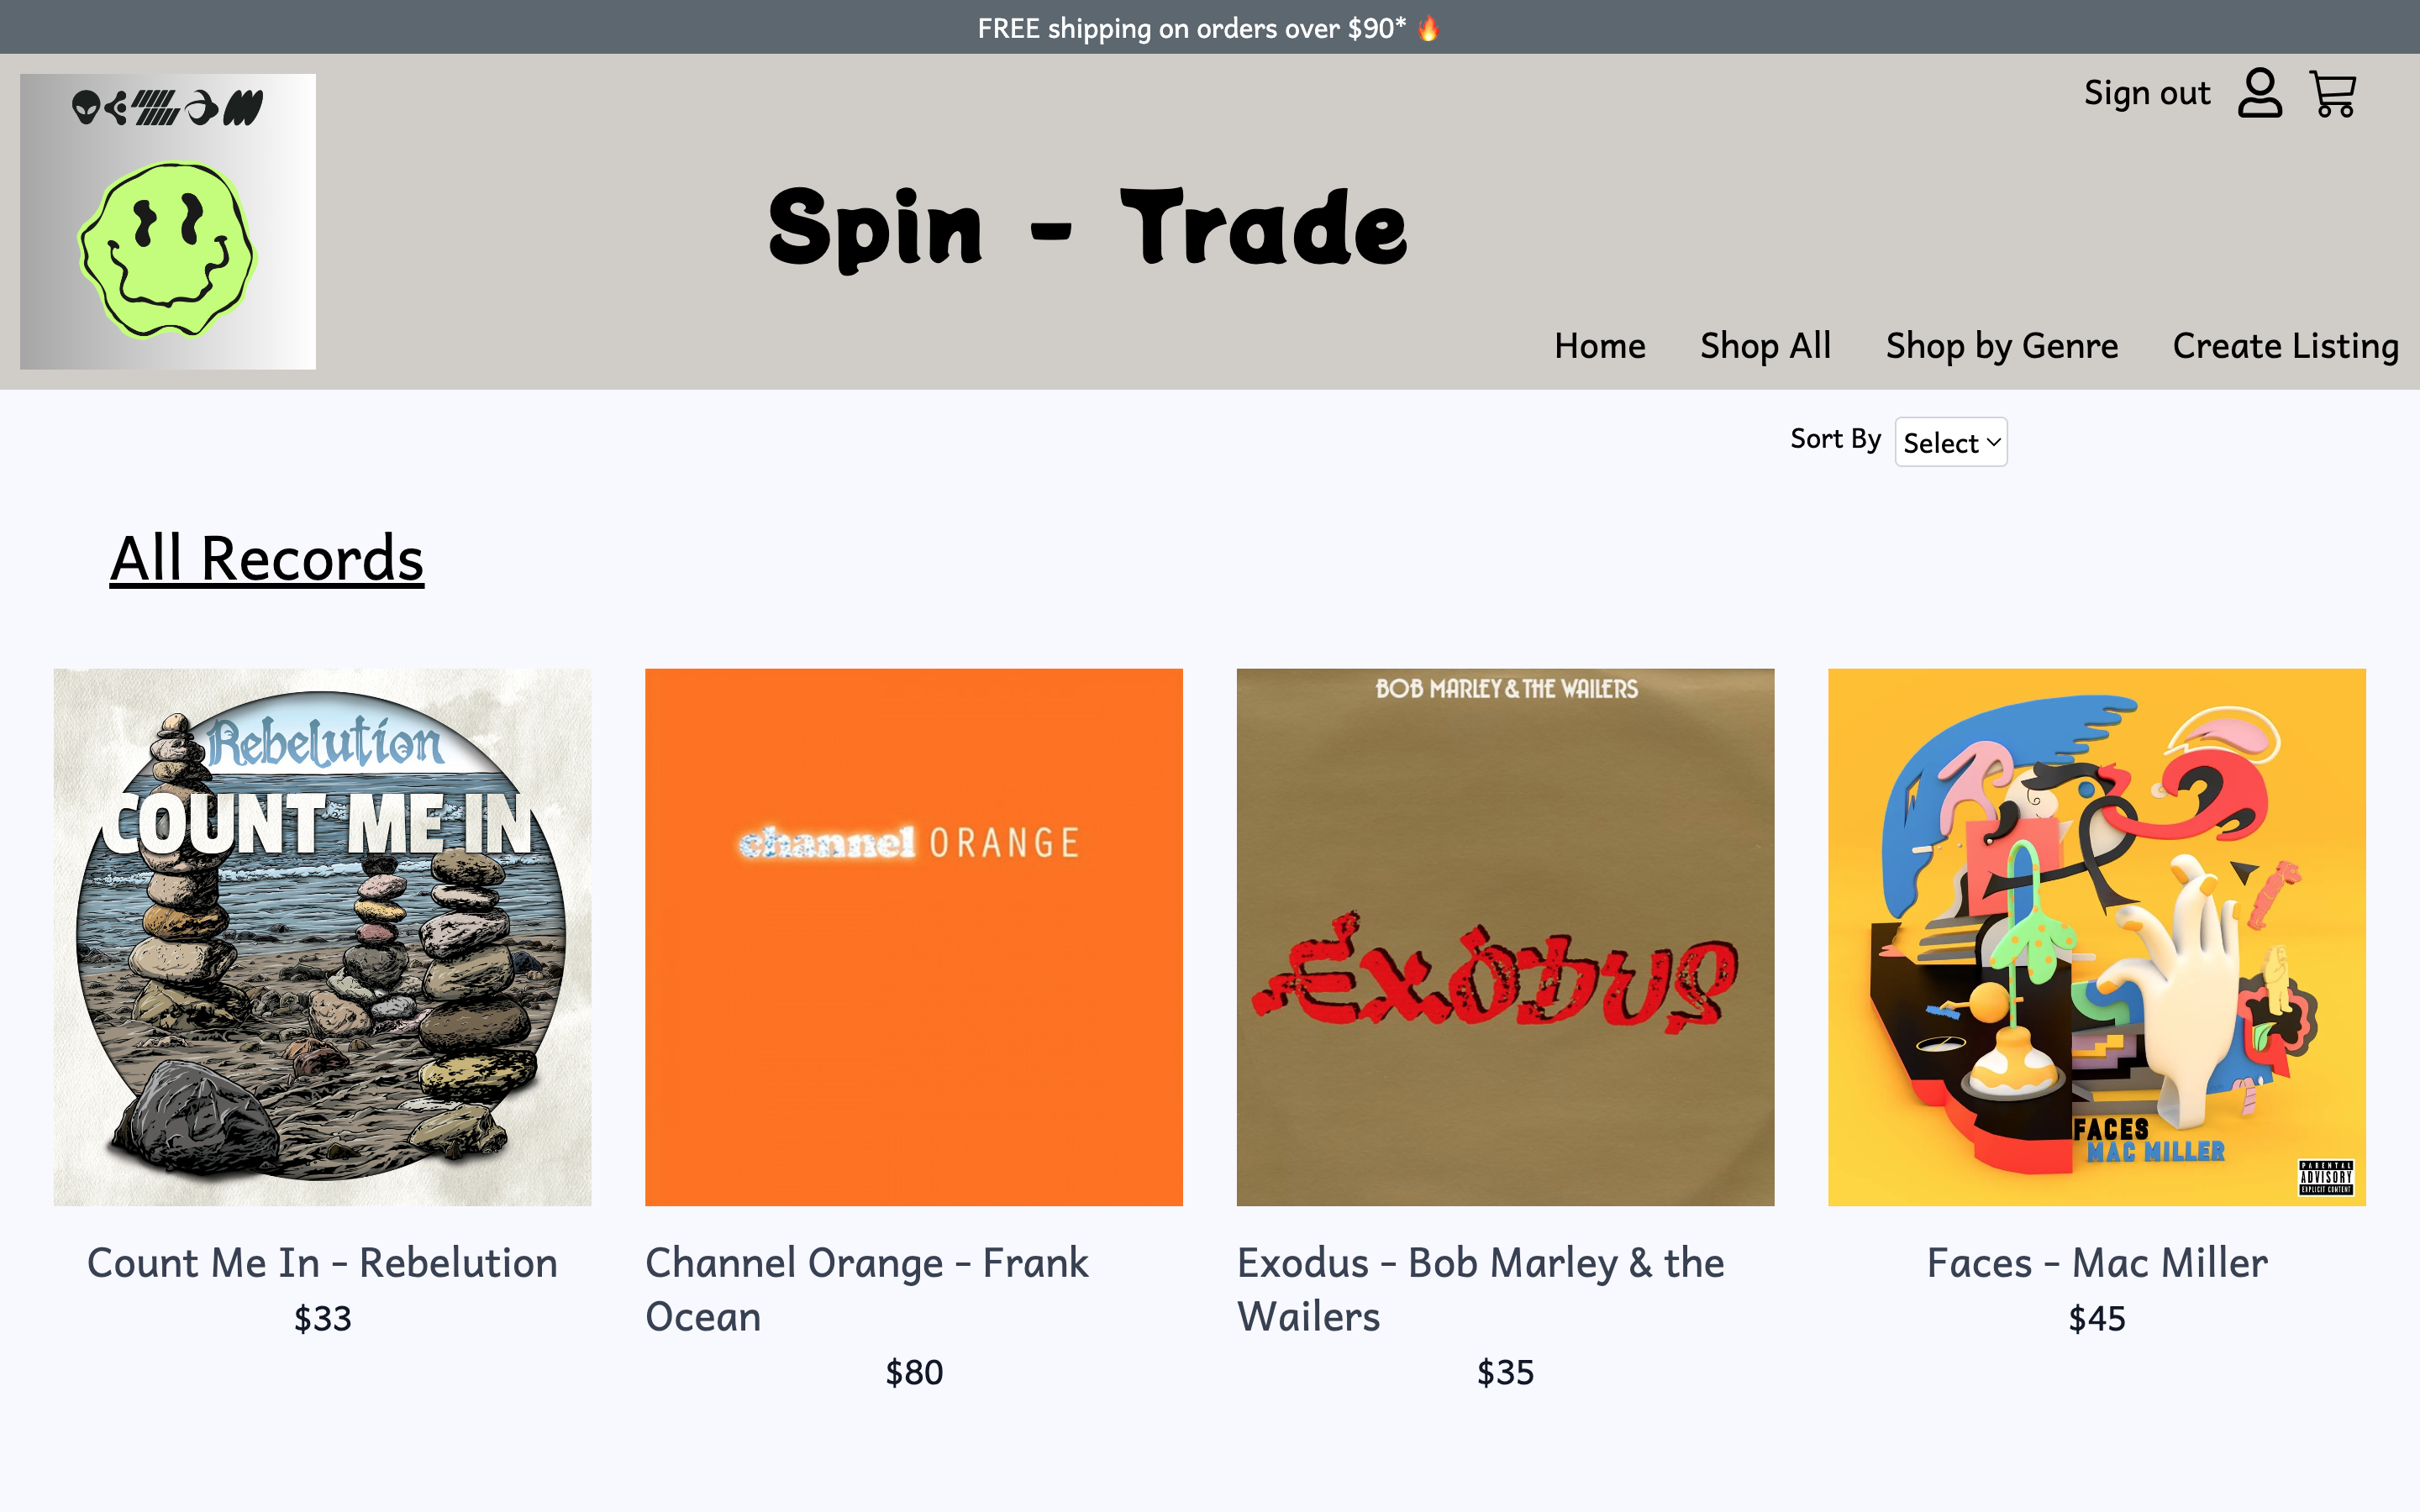 FREE shipping on orders over $90* 🔥
Sign out
Spin - Trade
Home Shop All Shop by Genre Create Listing
Sort By Select
All Records
Rebelution
COUNT ME IN
channel ORANGE
BOB MARLEY & THE WAILERS
EXODUS
FACES
MAC MILLER
PARENTAL
ADVISORY
EXPLICIT CONTENT
Count Me In - Rebelution
$33
Channel Orange - Frank
Ocean
$80
Exodus - Bob Marley & the
Wailers
$35
Faces - Mac Miller
$45